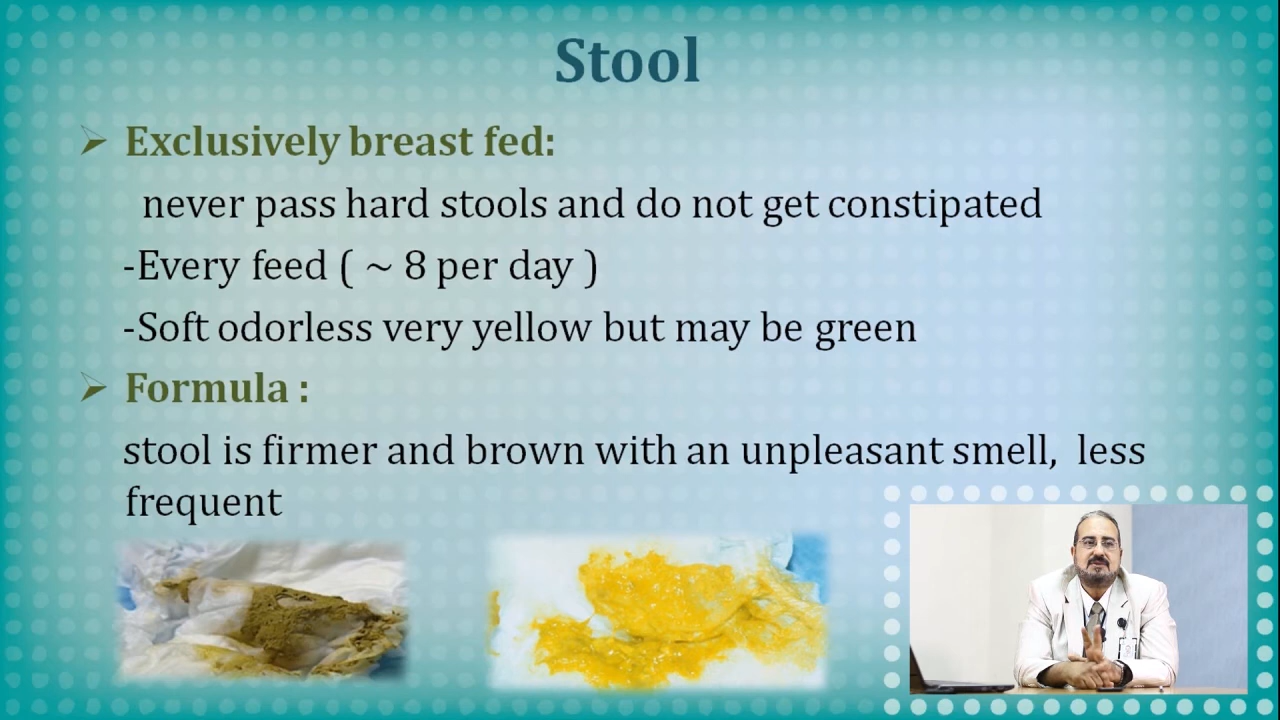 Stool
Exclusively breast fed:
never pass hard stools and do not get constipated
-Every feed ( ~ 8 per day )
-Soft odorless very yellow but may be green
Formula :
stool is firmer and brown with an unpleasant smell,  less
frequent